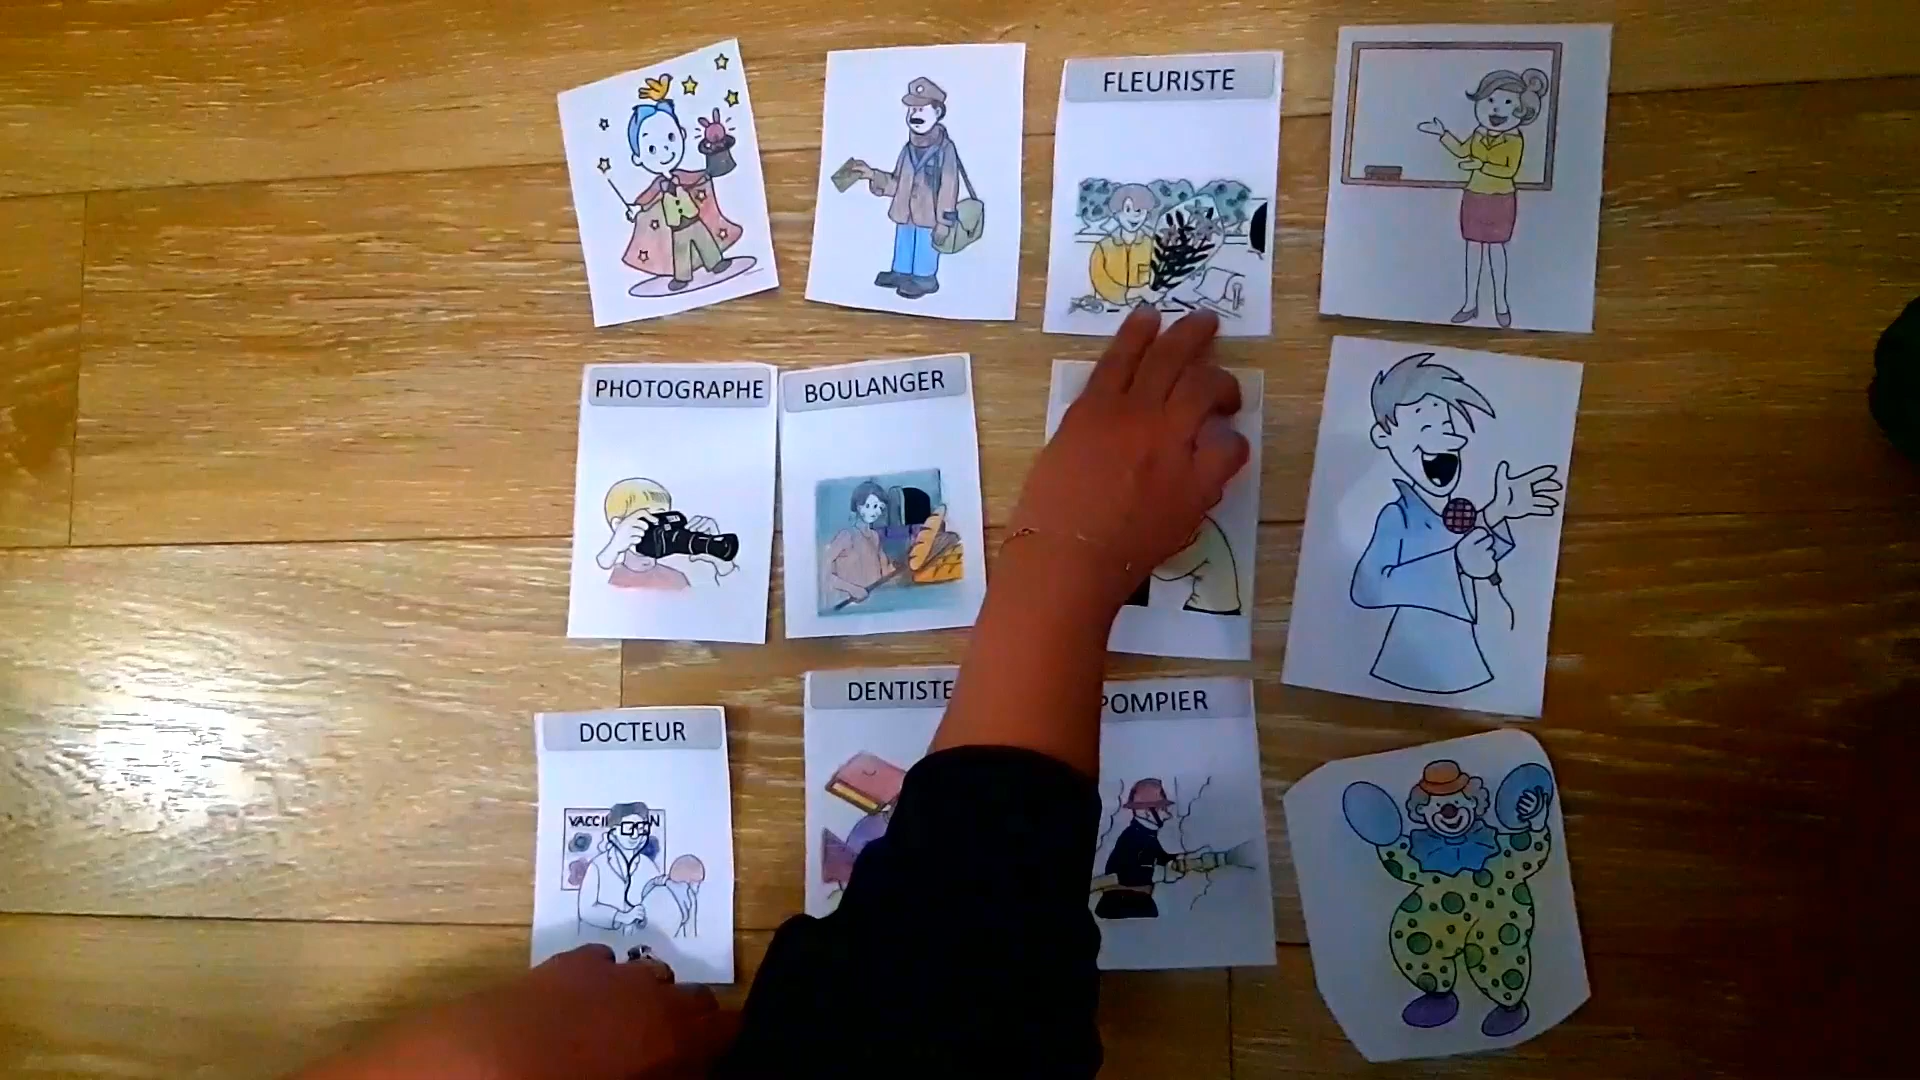 FLEURISTE
PHOTOGRAPHE
BOULANGER
DENTISTE
POMPIER
DOCTEUR